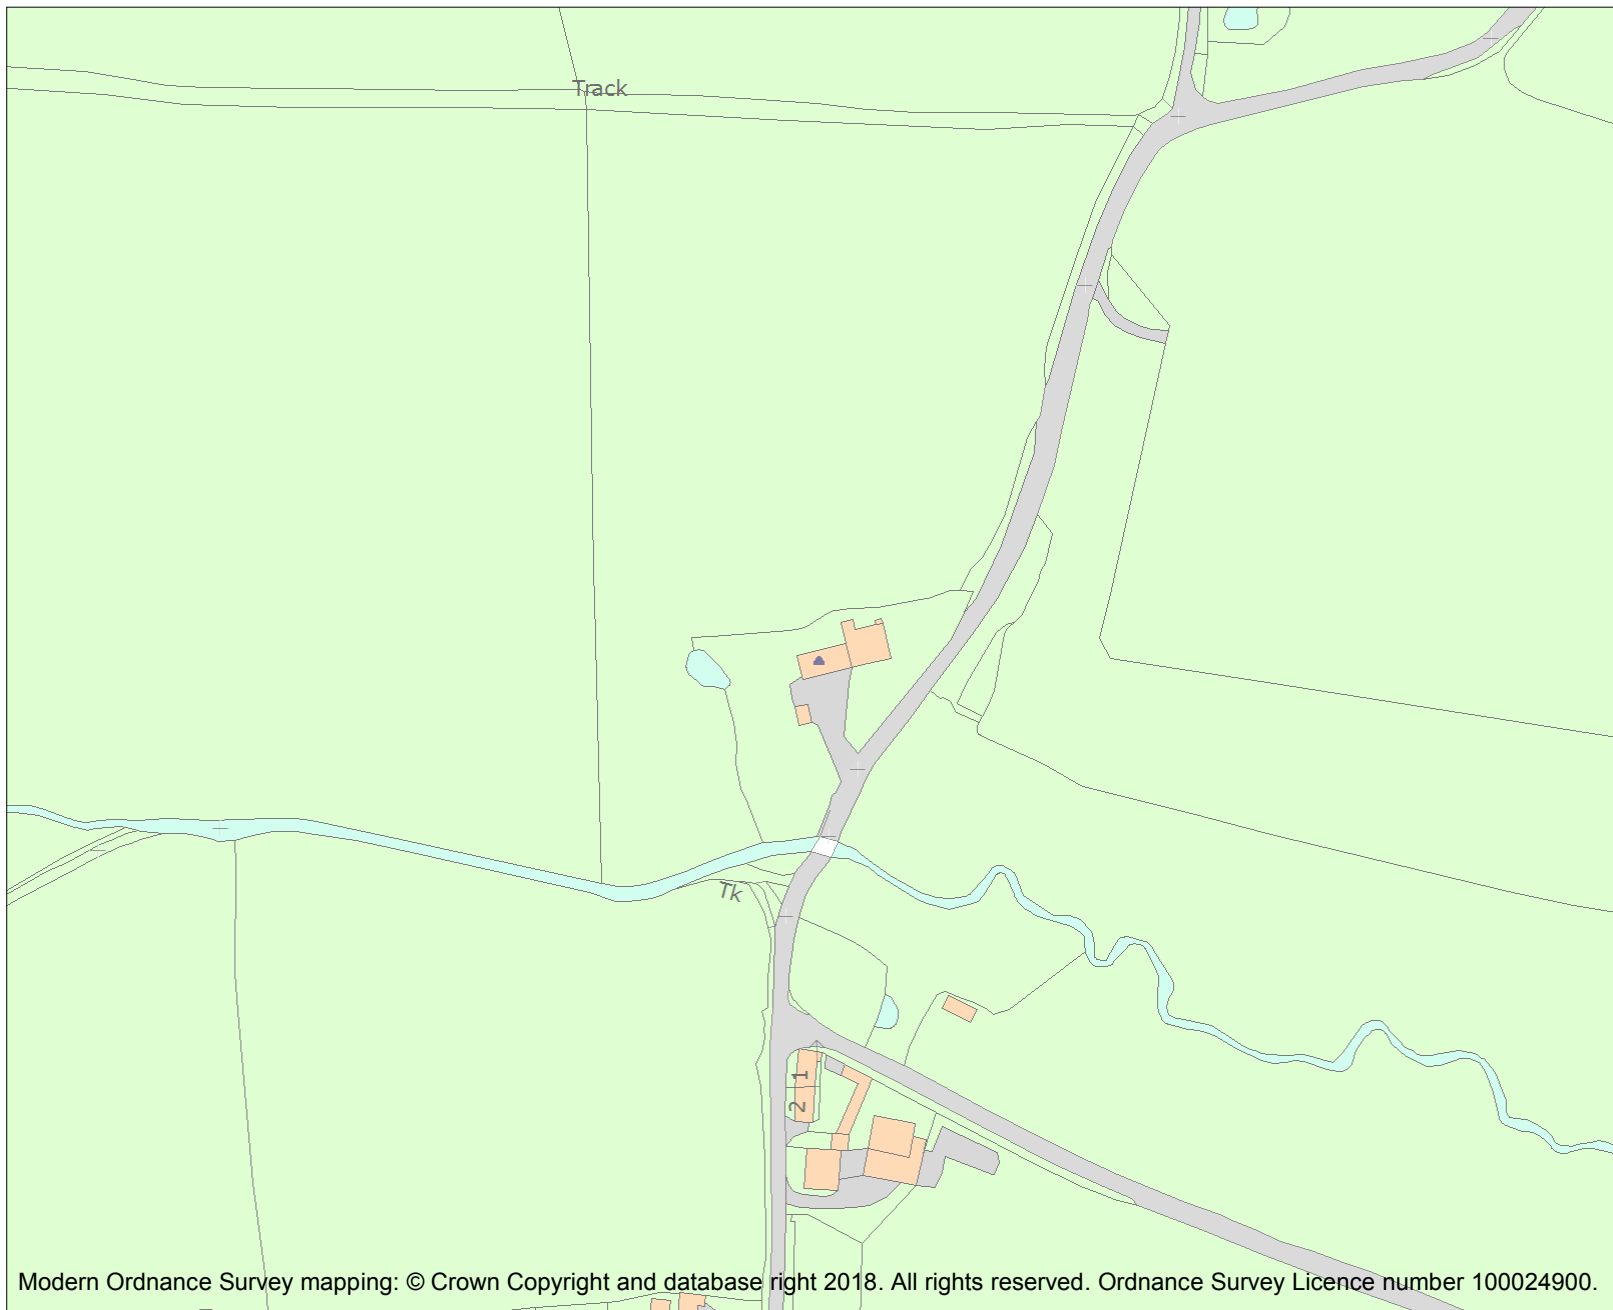 Track
Tk
1
2
Modern Ordnance Survey mapping: © Crown Copyright and database right 2018. All rights reserved. Ordnance Survey Licence number 100024900.